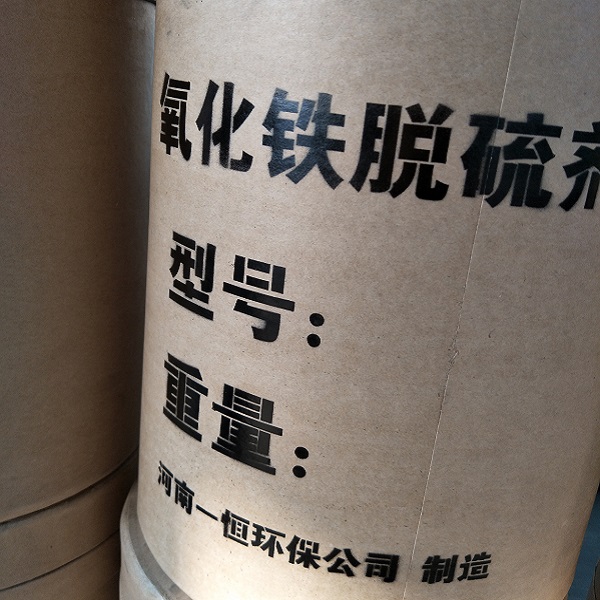 氧化铁脱硫剂
型号：
重量：
河南一恒环保公司 制造